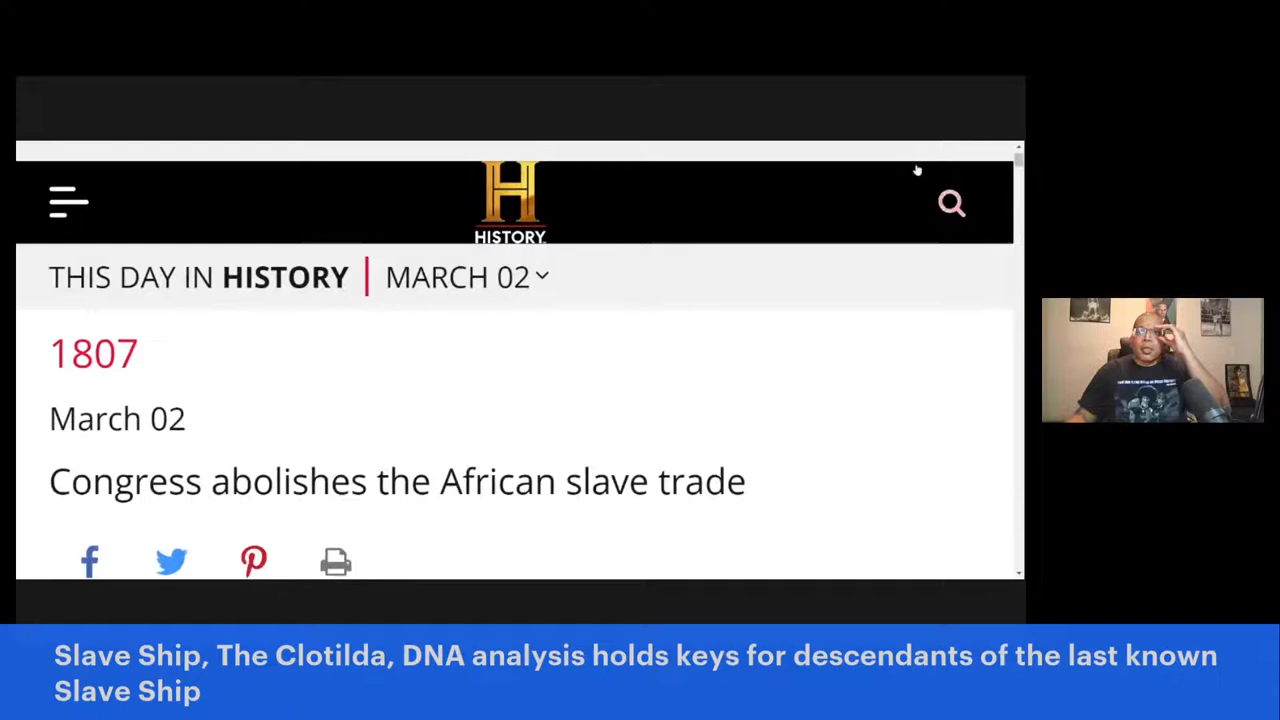 H
HISTORY
THIS DAY IN HISTORY | MARCH 02
1807
March 02
Congress abolishes the African slave trade
Slave Ship, The Clotilda, DNA analysis holds keys for descendants of the last known
Slave Ship